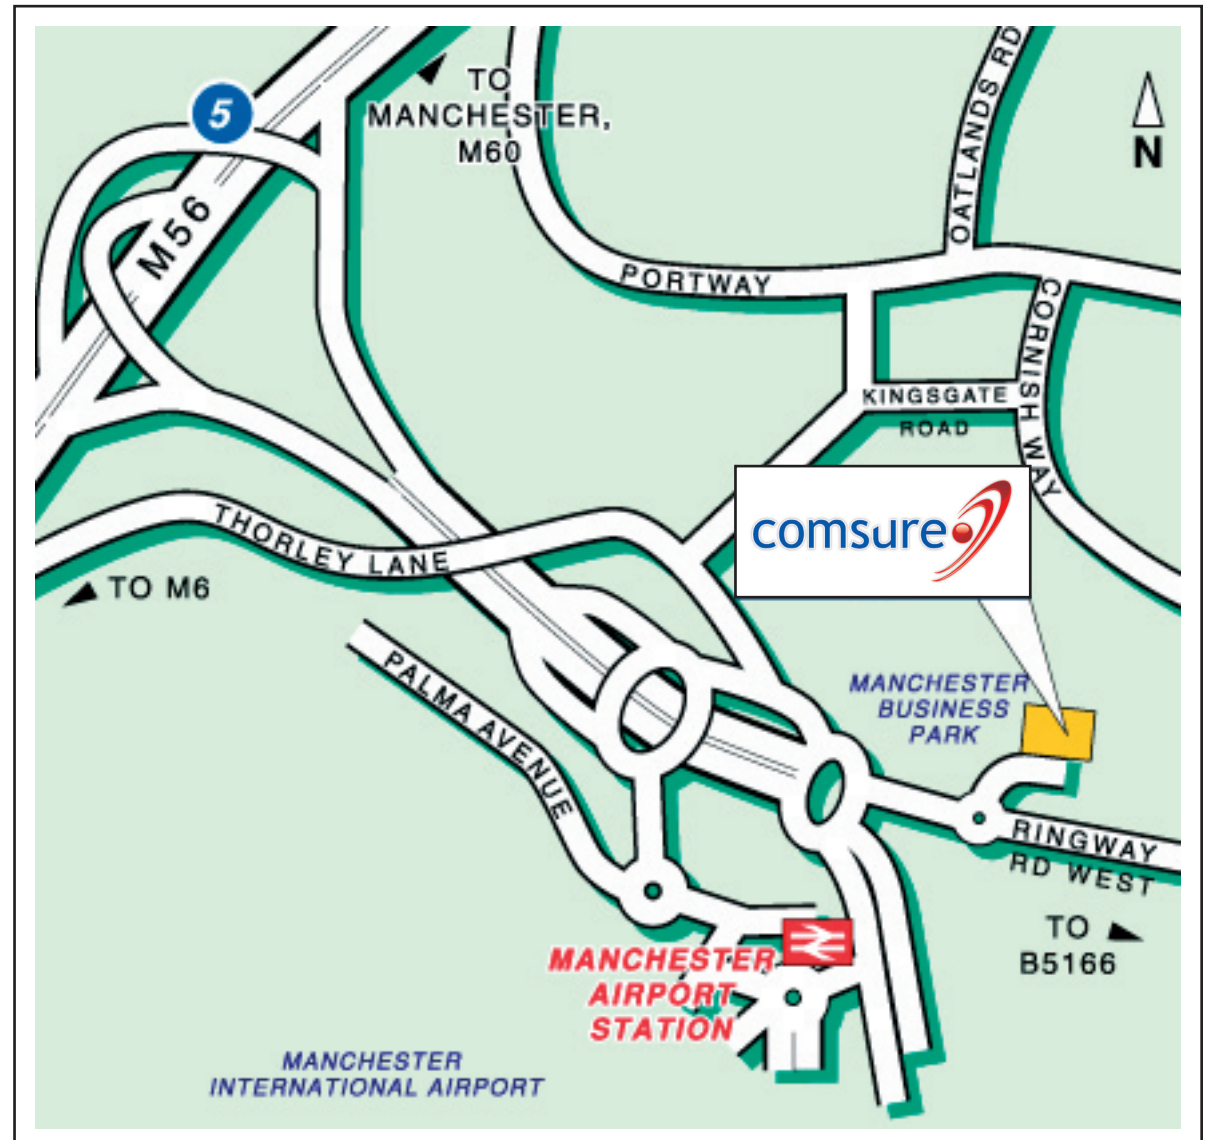 5
TO
MANCHESTER,
M60
OATLANDS RD
N
M56
PORTWAY
CORNISH WAY
KINGSGATE
ROAD
comsure
THORLEY LANE
TO M6
PALMA AVENUE
MANCHESTER
BUSINESS
PARK
RINGWAY
RD WEST
TO
B5166
MANCHESTER
AIRPORT
STATION
MANCHESTER
INTERNATIONAL AIRPORT